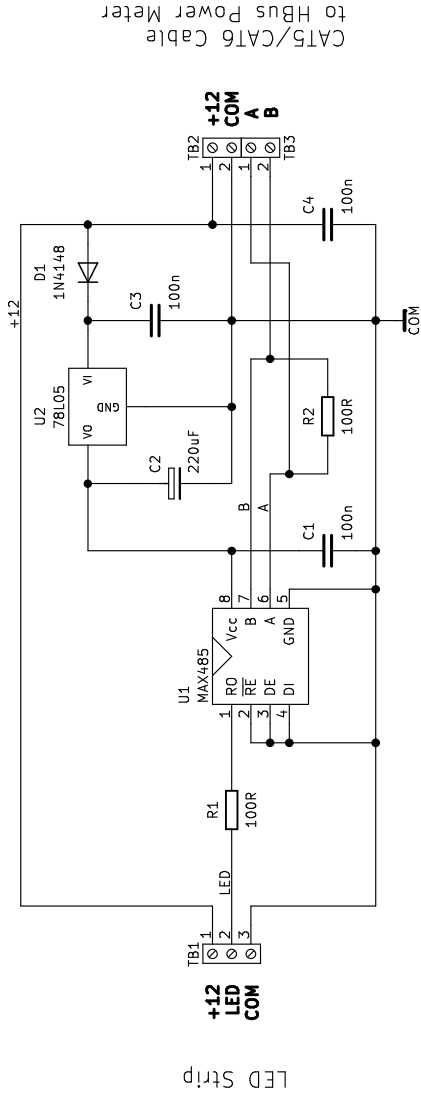 CAT5/CAT6 Cable
to HBus Power Meter
LED Strip
+12
LED
COM
TB1
1
2
3
LED
R1
100R
U1
MAX485
1
2
3
4
RO
RE
DE
DI
Vcc
B
A
GND
8
7
6
5
+12
U2
78L05
VO
VI
GND
D1
1N4148
C2
220uF
C3
100n
B
A
C1
100n
R2
100R
C4
100n
COM
TB2
1
2
TB3
1
2
+12
COM
A
B